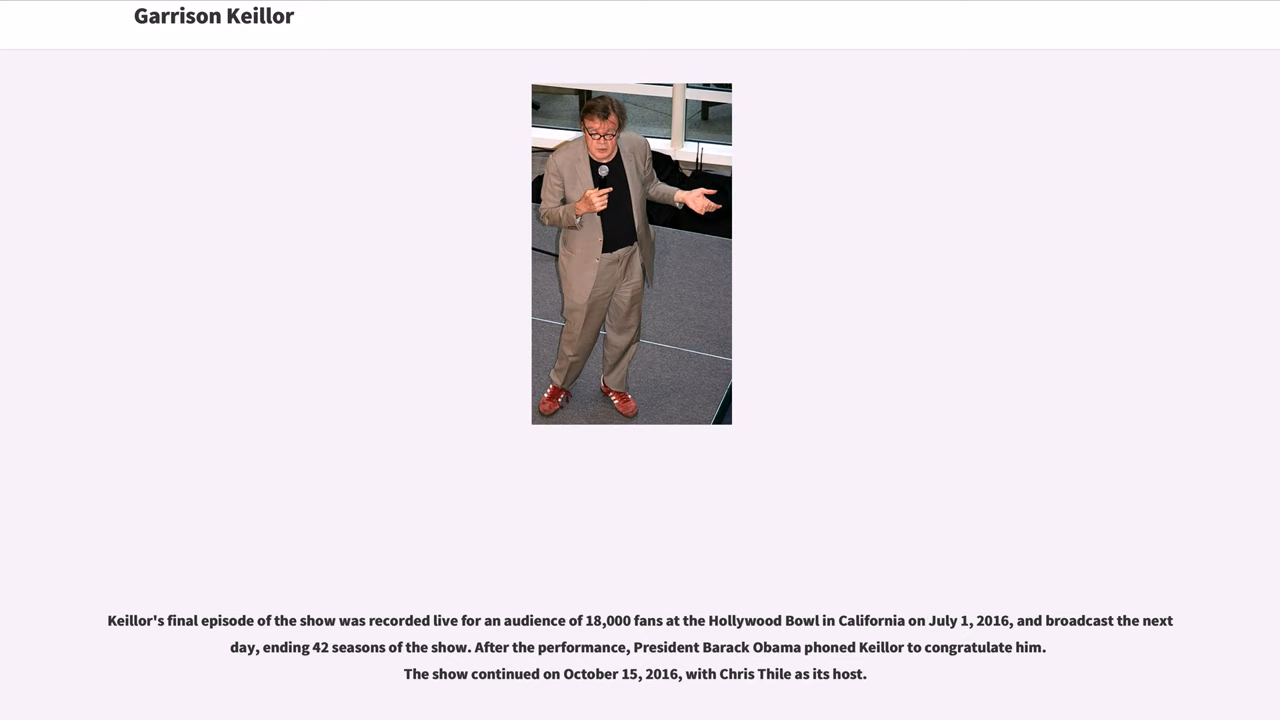 Garrison Keillor
Keillor's final episode of the show was recorded live for an audience of 18,000 fans at the Hollywood Bowl in California on July 1, 2016, and broadcast the next
day, ending 42 seasons of the show. After the performance, President Barack Obama phoned Keillor to congratulate him.
The show continued on October 15, 2016, with Chris Thile as its host.